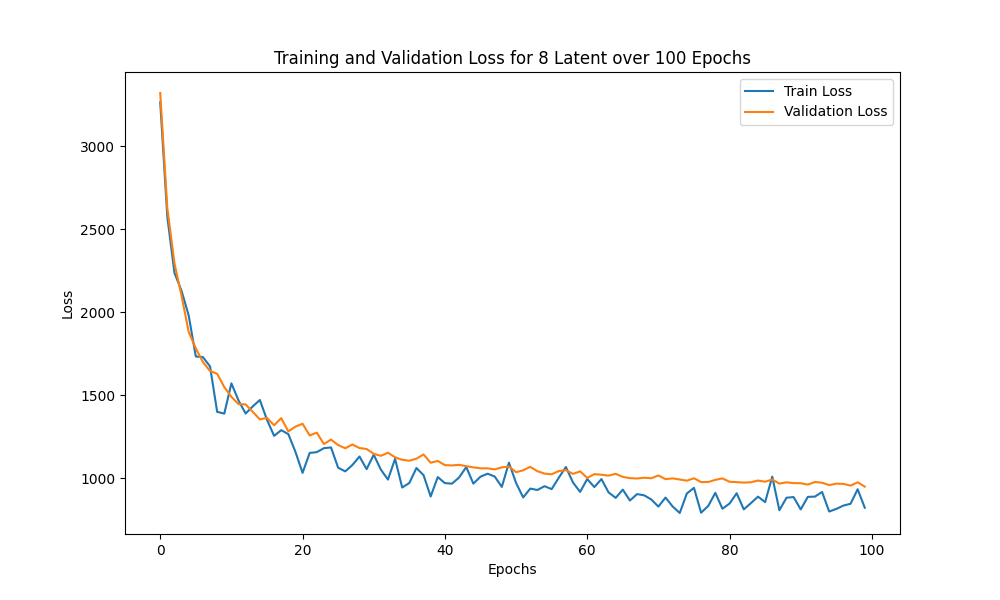 Training and Validation Loss for 8 Latent over 100 Epochs
Train Loss
Validation Loss
3000
2500
2000
1500
1000
Loss
0 20 40 60 80 100
Epochs